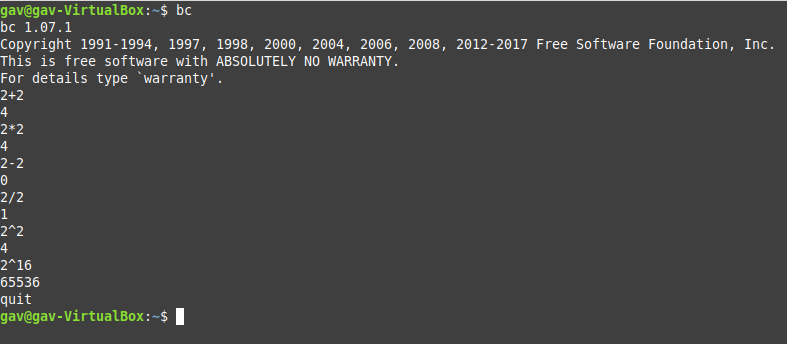 gav@gav-VirtualBox:~$ bc
bc 1.07.1
Copyright 1991-1994, 1997, 1998, 2000, 2004, 2006, 2008, 2012-2017 Free Software Foundation, Inc.
This is free software with ABSOLUTELY NO WARRANTY.
For details type `warranty'.
2+2
4
2*2
4
2-2
0
2/2
1
2^2
4
2^16
65536
quit
gav@gav-VirtualBox:~$